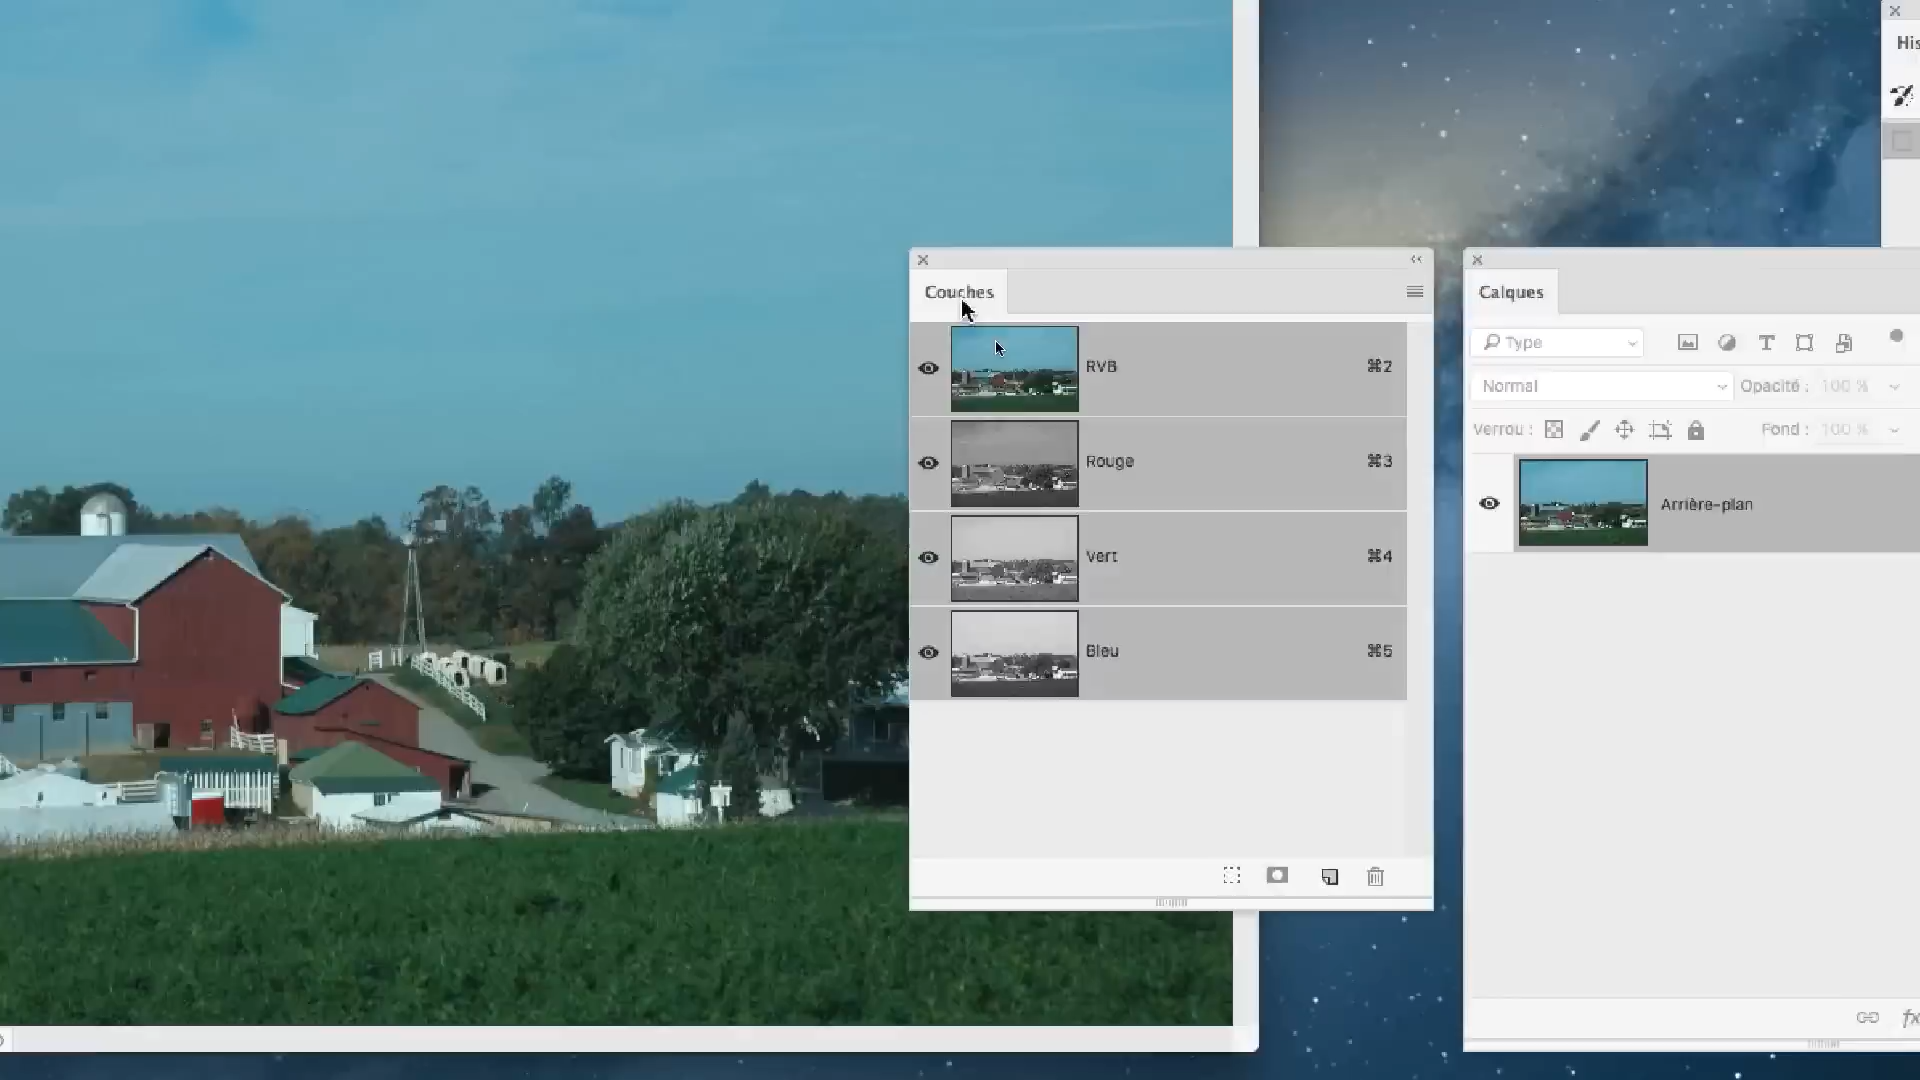 His
Couches
RVB ⌘2
Rouge ⌘3
Vert ⌘4
Bleu ⌘5
Calques
Type
Normal Opacité : 100 %
Verrou : Fond : 100 %
Arrière-plan
fx